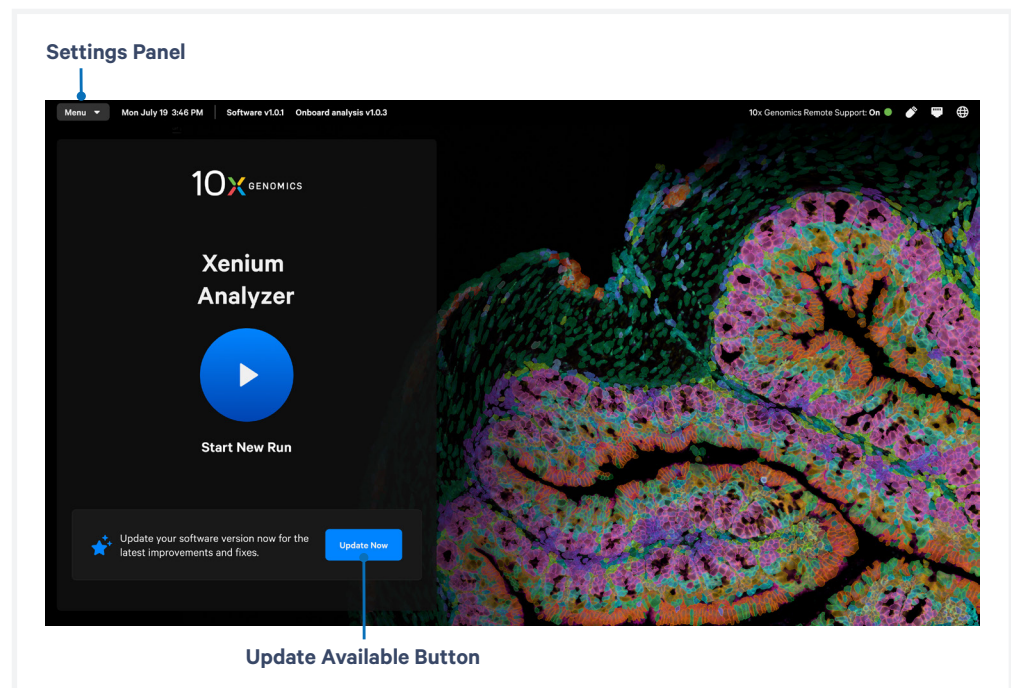 Settings Panel
Menu Mon July 19 3:46 PM Software v1.0.1 Onboard analysis v1.0.3 10x Genomics Remote Support: On
10X GENOMICS
Xenium
Analyzer
Start New Run
Update your software version now for the
latest improvements and fixes.
Update Now
Update Available Button